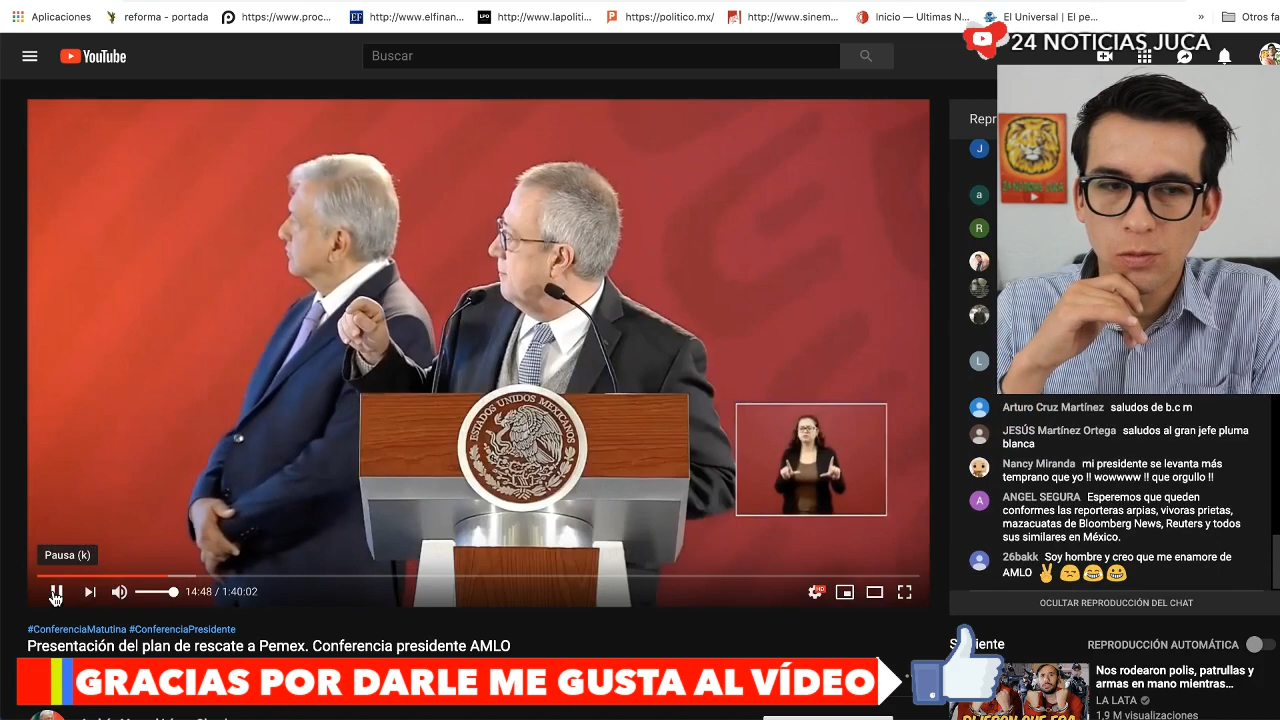 Aplicaciones
reforma - portada
https://www.proc...
http://www.elfinan...
http://www.lapoliti...
https://politico.mx/
http://www.sinem...
Inicio — Ultimas N...
El Universal | El pe...
»
Otros fa
YouTube
Buscar
24 NOTICIAS JUCA
Repr
J
a
R
L
24 NOTICIAS JUCA
ESTADOS UNIDOS MEXICANOS
Arturo Cruz Martínez saludos de b.c m
JESÚS Martínez Ortega saludos al gran jefe pluma
blanca
Nancy Miranda mi presidente se levanta más
temprano que yo !! wowwww !! que orgullo !!
A
ANGEL SEGURA Esperemos que queden
conformes las reporteras arpias, vivoras prietas,
mazacuatas de Bloomberg News, Reuters y todos
sus similares en México.
26bakk Soy hombre y creo que me enamore de
AMLO
OCULTAR REPRODUCCIÓN DEL CHAT
Pausa (k)
14:48 / 1:40:02
HD
#ConferenciaMatutina #ConferenciaPresidente
Presentación del plan de rescate a Pemex. Conferencia presidente AMLO
GRACIAS POR DARLE ME GUSTA AL VÍDEO
REPRODUCCIÓN AUTOMÁTICA
Nos rodearon polis, patrullas y
armas en mano mientras...
LA LATA
1,9 M visualizaciones